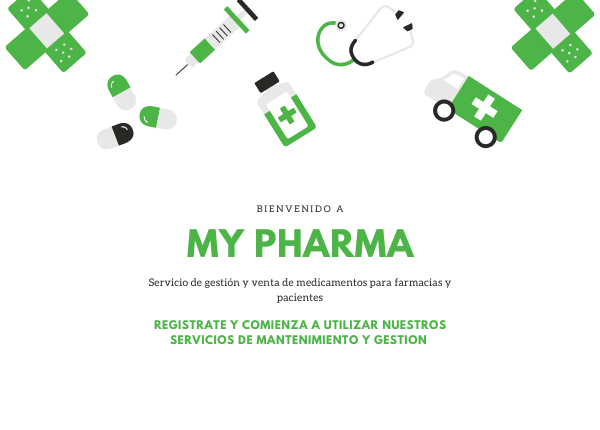 BIENVENIDO A
MY PHARMA
Servicio de gestión y venta de medicamentos para farmacias y
pacientes
REGISTRATE Y COMIENZA A UTILIZAR NUESTROS
SERVICIOS DE MANTENIMIENTO Y GESTION